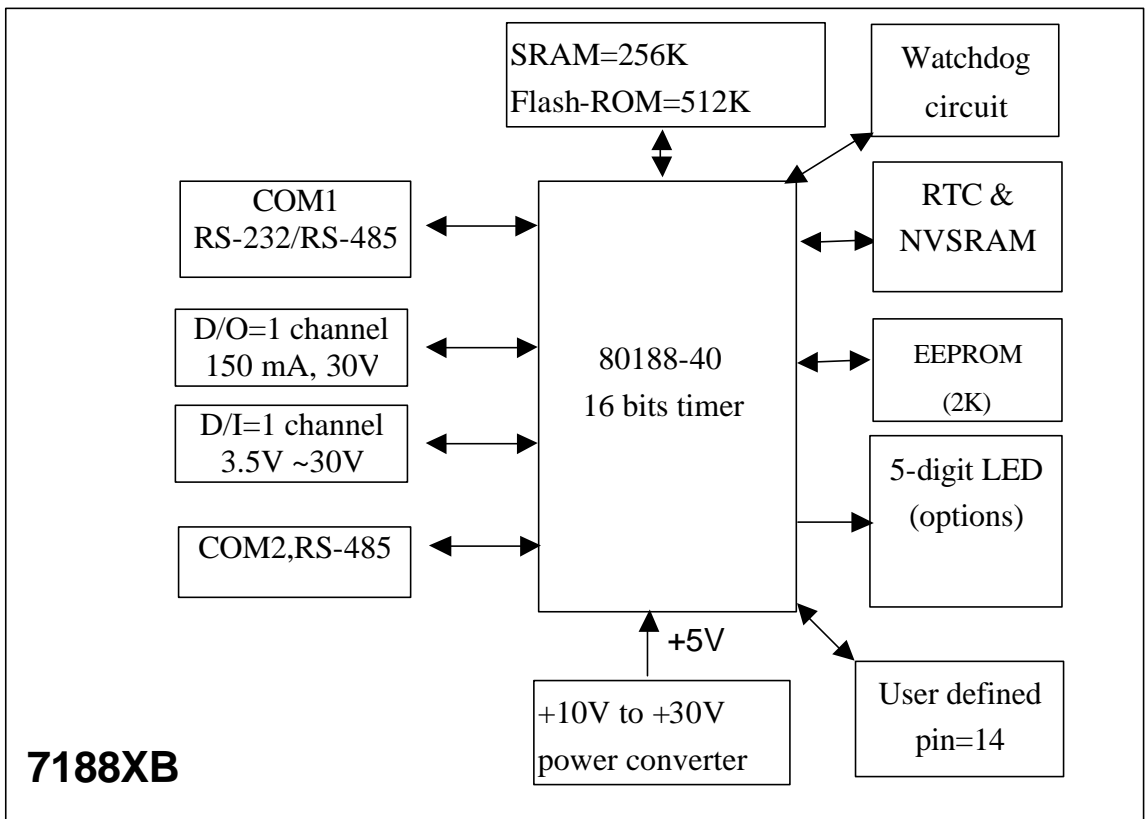 SRAM=256K
Flash-ROM=512K
Watchdog
circuit
COM1
RS-232/RS-485
RTC &
NVSRAM
D/O=1 channel
150 mA, 30V
80188-40
16 bits timer
EEPROM
(2K)
D/I=1 channel
3.5V ~30V
5-digit LED
(options)
COM2,RS-485
+5V
+10V to +30V
power converter
User defined
pin=14
7188XB